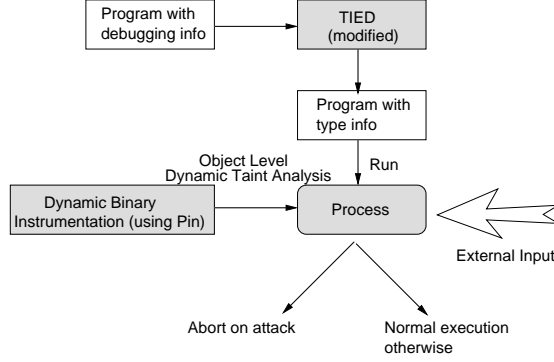 Program with
debugging info
TIED
(modified)
Program with
type info
Object Level
Dynamic Taint Analysis
Run
Dynamic Binary
Instrumentation (using Pin)
Process
External Input
Abort on attack
Normal execution
otherwise